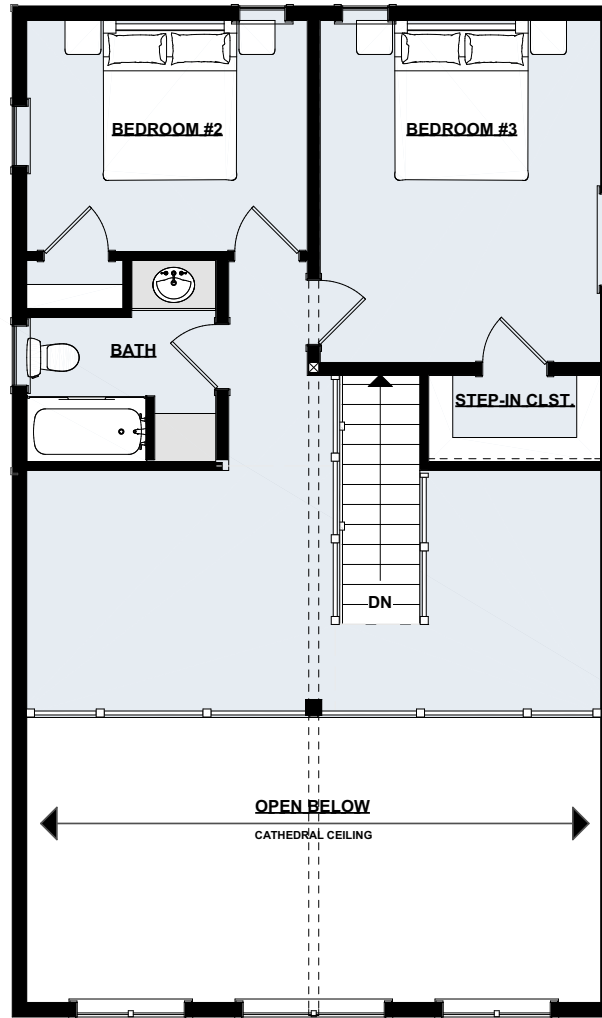 BEDROOM #2
BEDROOM #3
BATH
STEP-IN CLST.
DN
OPEN BELOW
CATHEDRAL CEILING